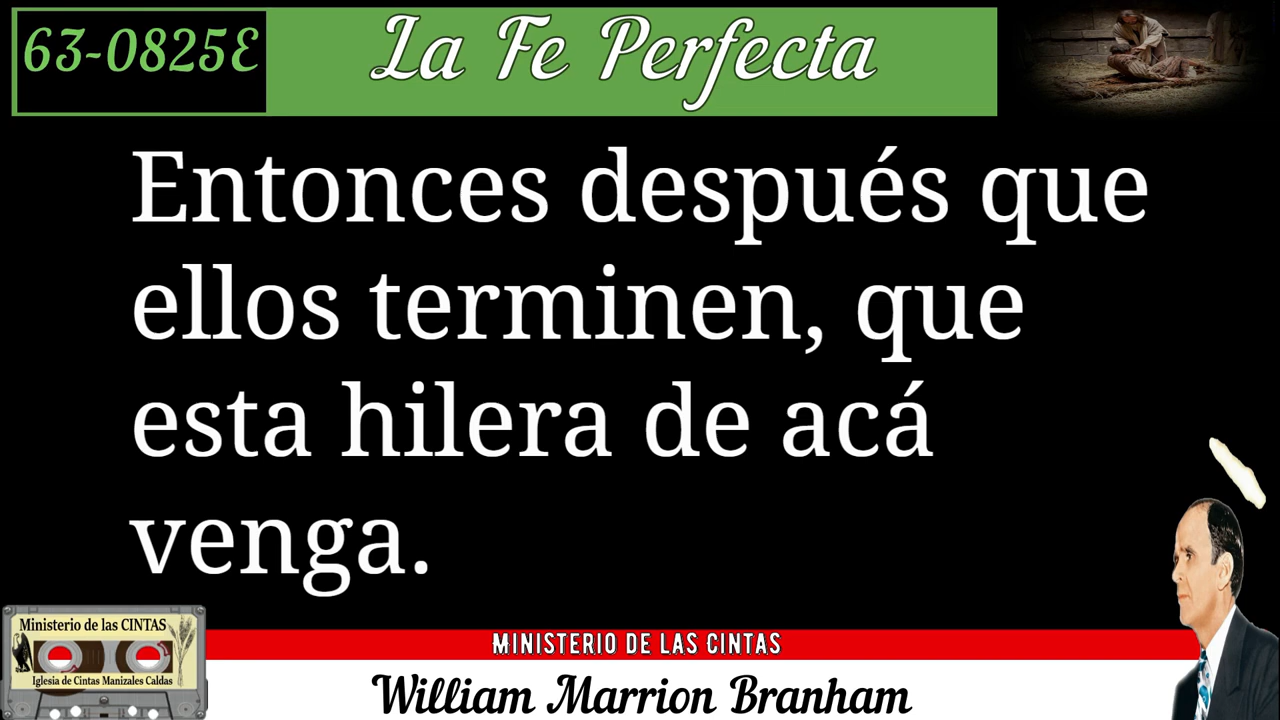 63-0825E
La Fe Perfecta
Entonces después que
ellos terminen, que
esta hilera de acá
venga.
Ministerio de las CINTAS
Iglesia de Cintas Manizales Caldas
MINISTERIO DE LAS CINTAS
William Marrion Branham